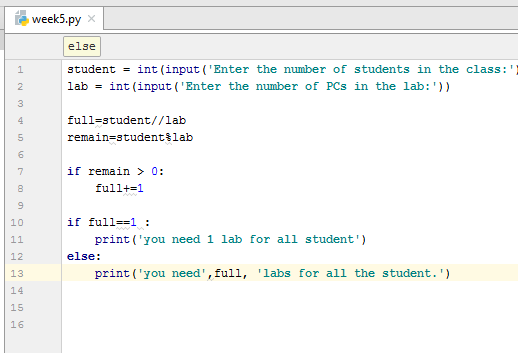 week5.py
else
1 student = int(input('Enter the number of students in the class:')
2 lab = int(input('Enter the number of PCs in the lab:'))
3
4 full=student//lab
5 remain=student%lab
6
7 if remain > 0:
8     full+=1
9
10 if full==1 :
11     print('you need 1 lab for all student')
12 else:
13     print('you need',full, 'labs for all the student.')
14
15
16